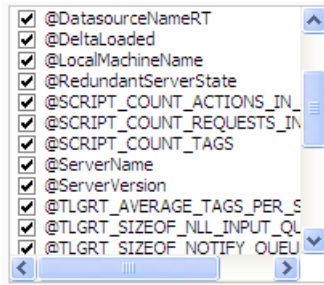 @DatasourceNameRT
@DeltaLoaded
@LocalMachineName
@RedundantServerState
@SCRIPT_COUNT_ACTIONS_IN_
@SCRIPT_COUNT_REQUESTS_IN
@SCRIPT_COUNT_TAGS
@ServerName
@ServerVersion
@TLGRT_AVERAGE_TAGS_PER_S
@TLGRT_SIZEOF_NLL_INPUT_QU
@TLGRT_SIZEOF_NOTIFY_QUEU